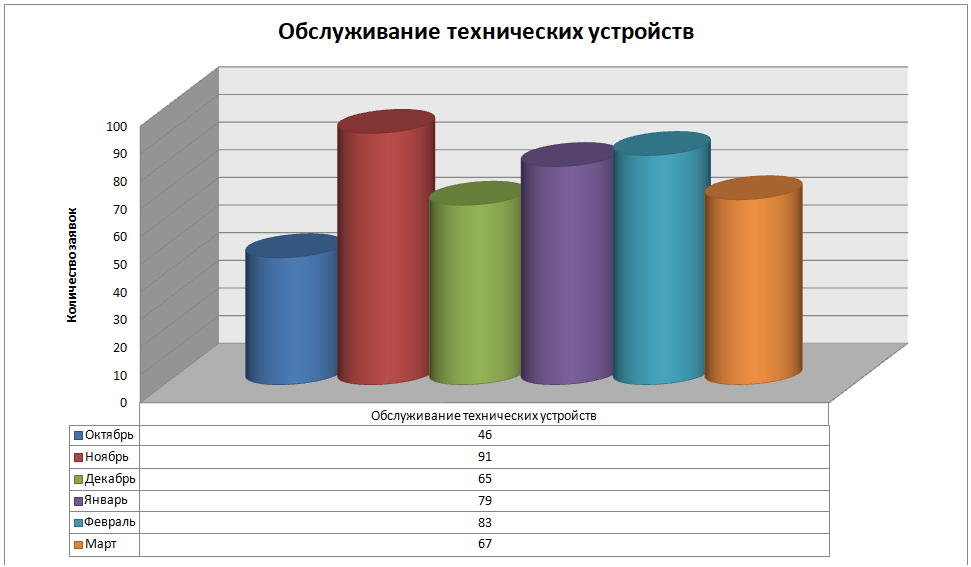 Обслуживание технических устройств
Количество заявок
100
90
80
70
60
50
40
30
20
10
0
Обслуживание технических устройств
Октябрь 46
Ноябрь 91
Декабрь 65
Январь 79
Февраль 83
Март 67